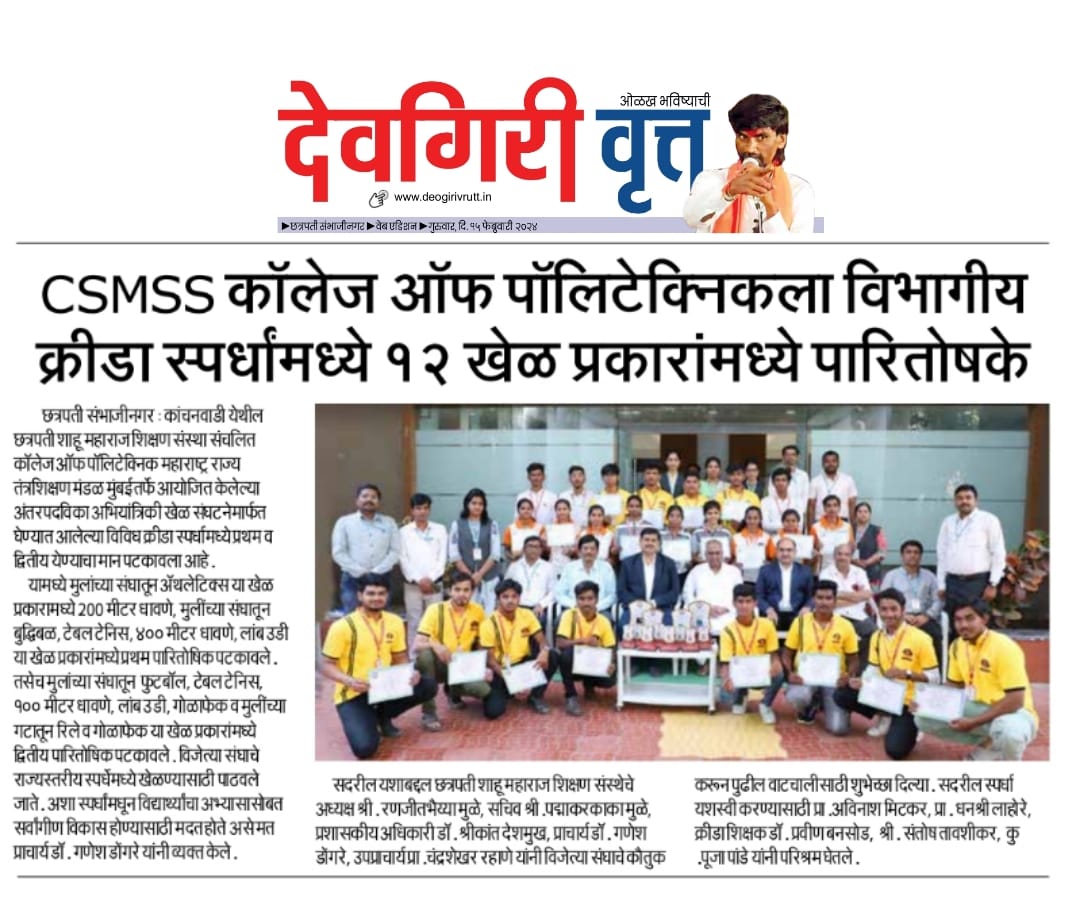 ओळख भविष्याची
देवगिरी वृत्त
www.deogirivrutt.in
▶छत्रपती संभाजीनगर ▶वेब एडिशन ▶गुरुवार, दि. १५ फेब्रुवारी २०२४
CSMSS कॉलेज ऑफ पॉलिटेक्निकला विभागीय
क्रीडा स्पर्धांमध्ये १२ खेळ प्रकारांमध्ये पारितोषके
छत्रपती संभाजीनगर : कांचनवाडी येथील
छत्रपती शाहू महाराज शिक्षण संस्था संचलित
कॉलेज ऑफ पॉलिटेक्निक महाराष्ट्र राज्य
तंत्रशिक्षण मंडळ मुंबईतर्फे आयोजित केलेल्या
अंतरपदविका अभियांत्रिकी खेळ संघटनेमार्फत
घेण्यात आलेल्या विविध क्रीडा स्पर्धामध्ये प्रथम व
द्वितीय येण्याचा मान पटकावला आहे .
यामध्ये मुलांच्या संघातून ॲथलेटिक्स या खेळ
प्रकारामध्ये 200 मीटर धावणे, मुलींच्या संघातून
बुद्धिबळ, टेबल टेनिस, ४०० मीटर धावणे, लांब उडी
या खेळ प्रकारांमध्ये प्रथम पारितोषिक पटकावले .
तसेच मुलांच्या संघातून फुटबॉल, टेबल टेनिस,
१०० मीटर धावणे, लांब उडी, गोळाफेक व मुलींच्या
गटातून रिले व गोळाफेक या खेळ प्रकारांमध्ये
द्वितीय पारितोषिक पटकावले . विजेत्या संघाचे
राज्यस्तरीय स्पर्धेमध्ये खेळण्यासाठी पाठवले
जाते . अशा स्पर्धांमघून विद्यार्थ्यांचा अभ्यासासोबत
सर्वांगीण विकास होण्यासाठी मदत होते असे मत
प्राचार्य डॉ . गणेश डोंगरे यांनी व्यक्त केले .
सदरील यशाबद्दल छत्रपती शाहू महाराज शिक्षण संस्थेचे
अध्यक्ष श्री . रणजीतभैय्या मुळे, सचिव श्री .पद्माकरकाका मुळे,
प्रशासकीय अधिकारी डॉ . श्रीकांत देशमुख, प्राचार्य डॉ . गणेश
डोंगरे, उपप्राचार्य प्रा .चंद्रशेखर रहाणे यांनी विजेत्या संघाचे कौतुक
करून पुढील वाटचालीसाठी शुभेच्छा दिल्या . सदरील स्पर्धा
यशस्वी करण्यासाठी प्रा .अविनाश मिटकर, प्रा . धनश्री लाहोरे,
क्रीडा शिक्षक डॉ . प्रवीण बनसोड, श्री . संतोष तावशीकर, कु
.पूजा पांडे यांनी परिश्रम घेतले .